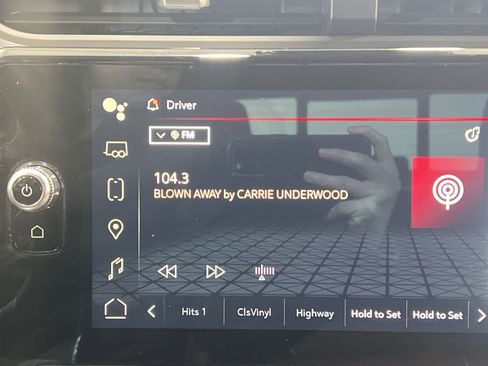 Driver
FM
104.3
BLOWN AWAY by CARRIE UNDERWOOD
Hits 1 ClsVinyl Highway Hold to Set Hold to Set